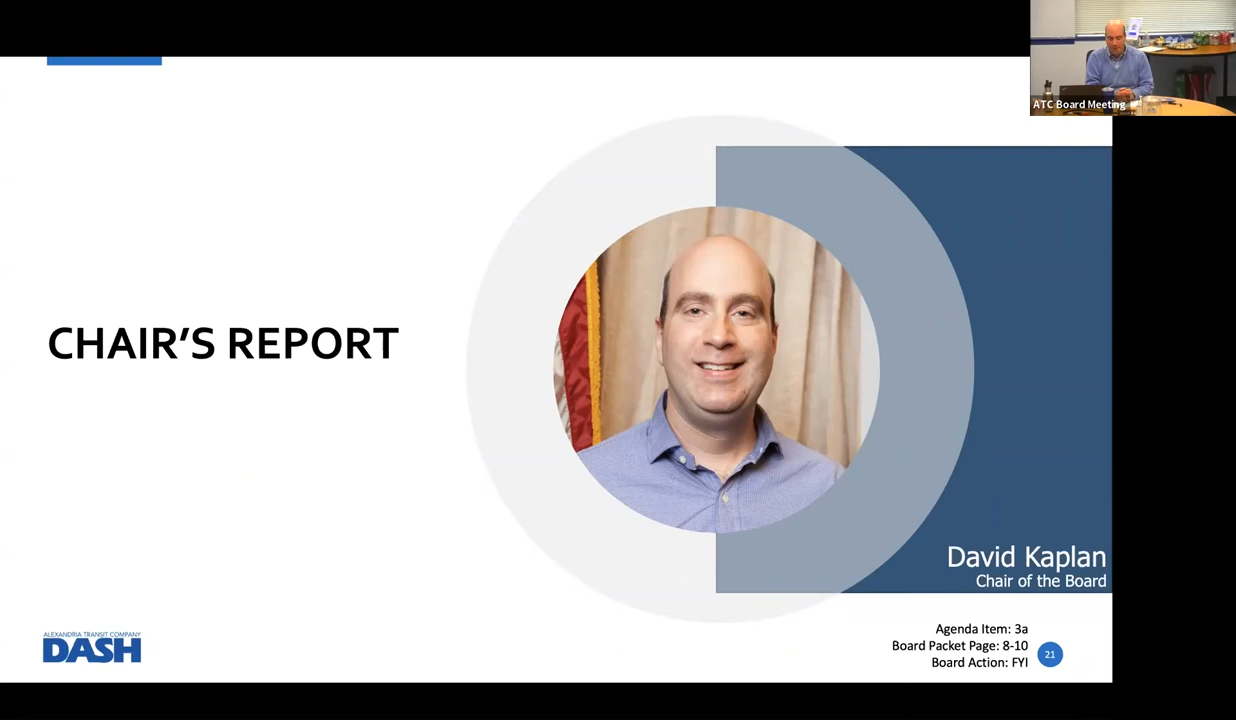 ATC Board Meeting
CHAIR'S REPORT
David Kaplan
Chair of the Board
ALEXANDRIA TRANSIT COMPANY
DASH
Agenda Item: 3a
Board Packet Page: 8-10
Board Action: FYI
21